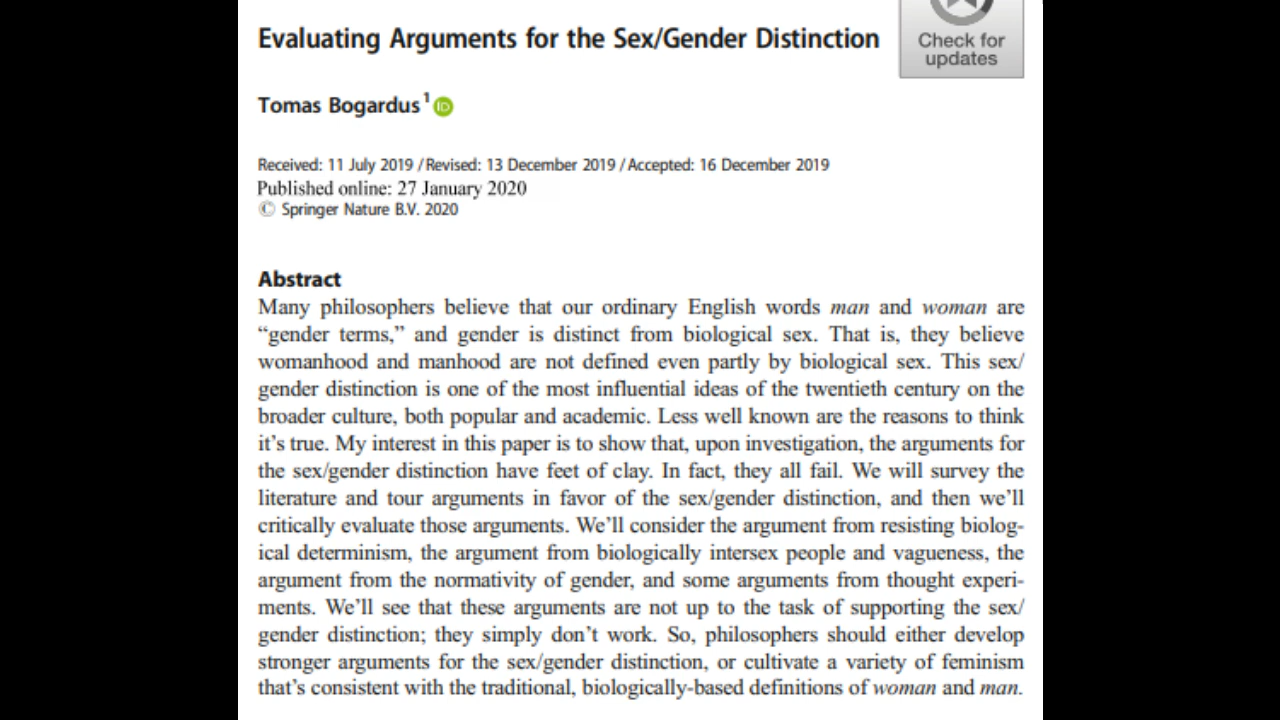 Evaluating Arguments for the Sex/Gender Distinction
Check for
updates
Tomas Bogardus1 iD
Received: 11 July 2019 / Revised: 13 December 2019 / Accepted: 16 December 2019
Published online: 27 January 2020
© Springer Nature B.V. 2020
Abstract
Many philosophers believe that our ordinary English words man and woman are
“gender terms,” and gender is distinct from biological sex. That is, they believe
womanhood and manhood are not defined even partly by biological sex. This sex/
gender distinction is one of the most influential ideas of the twentieth century on the
broader culture, both popular and academic. Less well known are the reasons to think
it’s true. My interest in this paper is to show that, upon investigation, the arguments for
the sex/gender distinction have feet of clay. In fact, they all fail. We will survey the
literature and tour arguments in favor of the sex/gender distinction, and then we’ll
critically evaluate those arguments. We’ll consider the argument from resisting biolog-
ical determinism, the argument from biologically intersex people and vagueness, the
argument from the normativity of gender, and some arguments from thought experi-
ments. We’ll see that these arguments are not up to the task of supporting the sex/
gender distinction; they simply don’t work. So, philosophers should either develop
stronger arguments for the sex/gender distinction, or cultivate a variety of feminism
that’s consistent with the traditional, biologically-based definitions of woman and man.